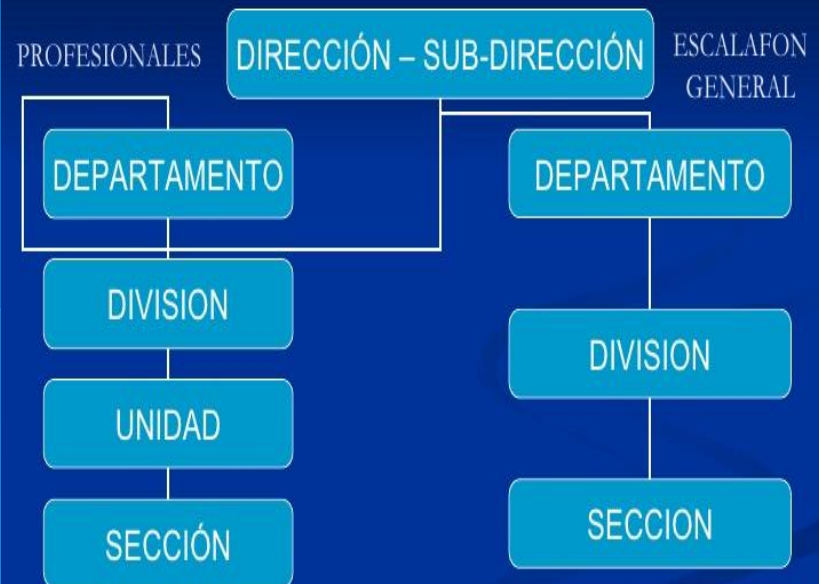 PROFESIONALES
DIRECCIÓN – SUB-DIRECCIÓN
ESCALAFON
GENERAL
DEPARTAMENTO
DIVISION
UNIDAD
SECCIÓN
DEPARTAMENTO
DIVISION
SECCION